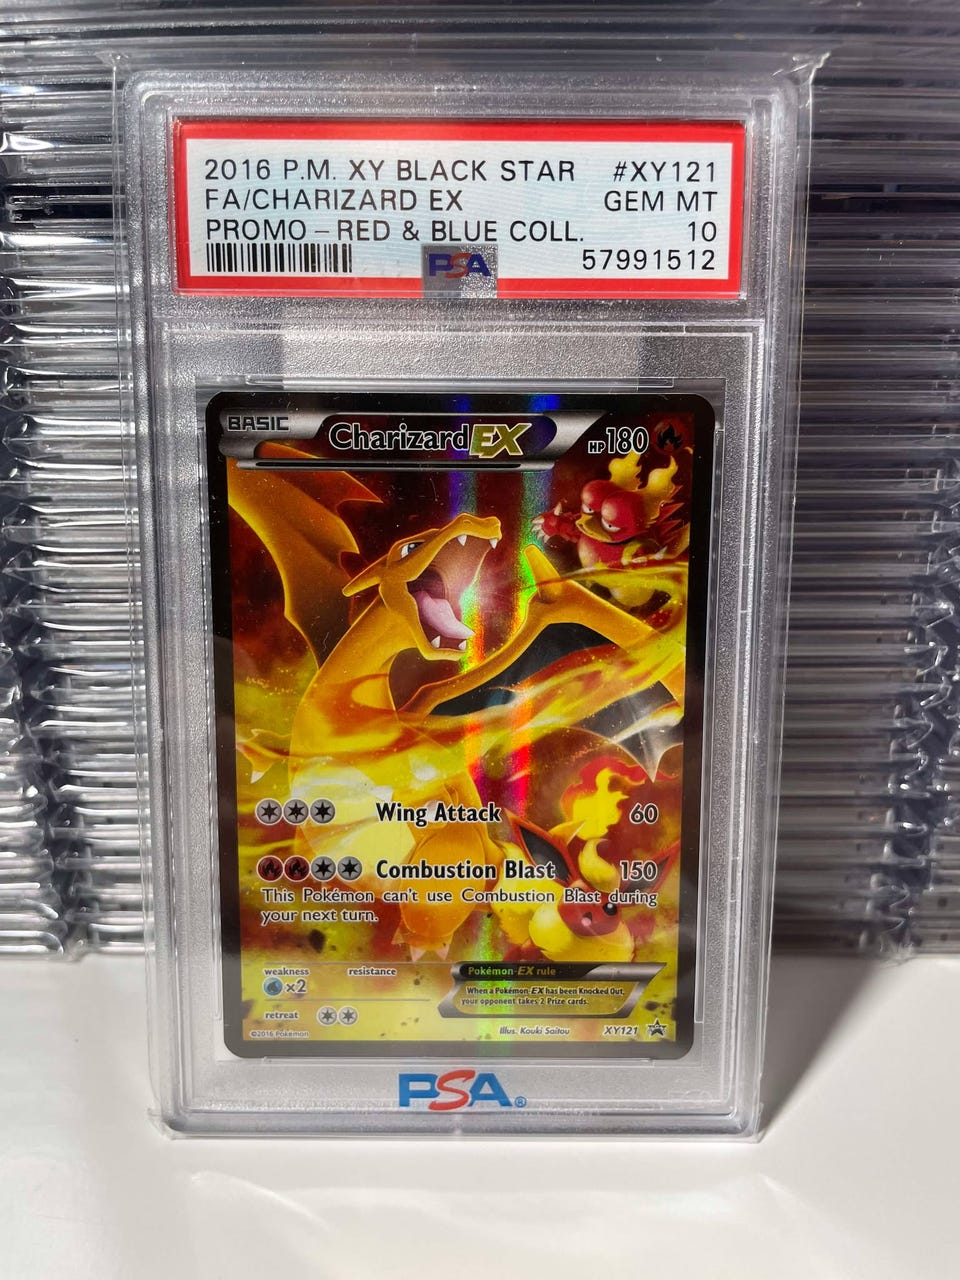 2016 P.M. XY BLACK STAR #XY121
FA/CHARIZARD EX GEM MT
PROMO - RED & BLUE COLL. 10
PSA 57991512
BASIC Charizard EX HP 180
Wing Attack 60
Combustion Blast 150
This Pokémon can't use Combustion Blast during
your next turn.
weakness resistance
×2
Pokémon-EX rule
When a Pokémon-EX has been Knocked Out,
your opponent takes 2 Prize cards.
retreat
©2016 Pokémon Illus. Kouki Saitou XY121
PSA®